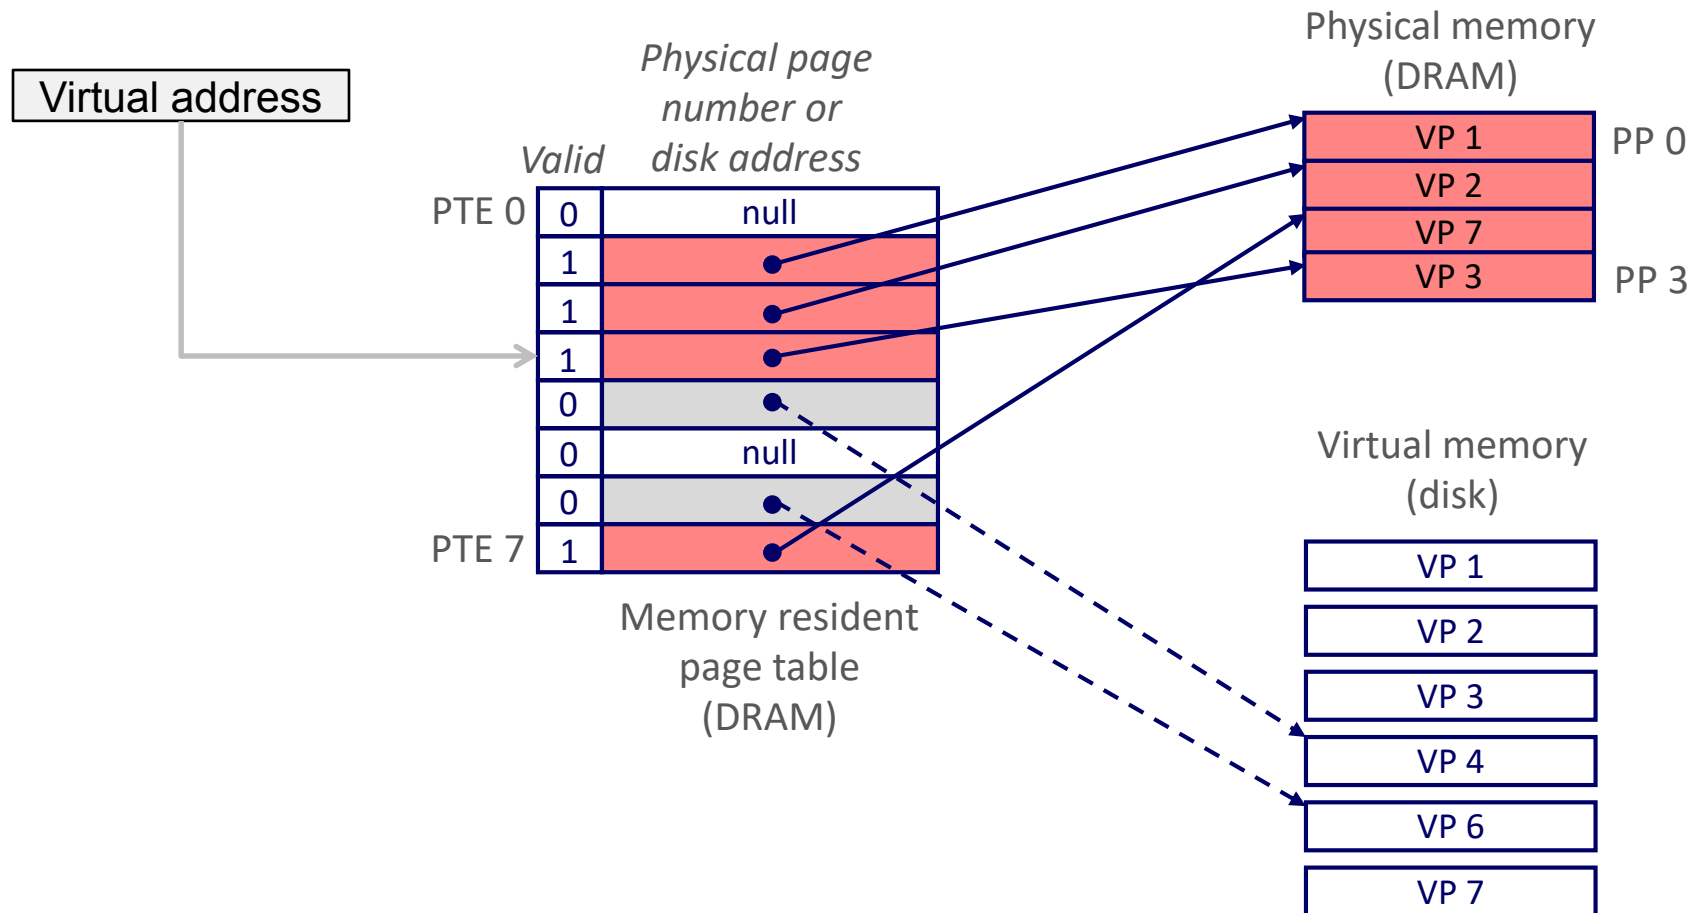 Virtual address
Physical page
number or
disk address
Valid
PTE 0
0
null
1
1
1
0
0
null
0
PTE 7
1
Memory resident
page table
(DRAM)
Physical memory
(DRAM)
VP 1
PP 0
VP 2
VP 7
VP 3
PP 3
Virtual memory
(disk)
VP 1
VP 2
VP 3
VP 4
VP 6
VP 7